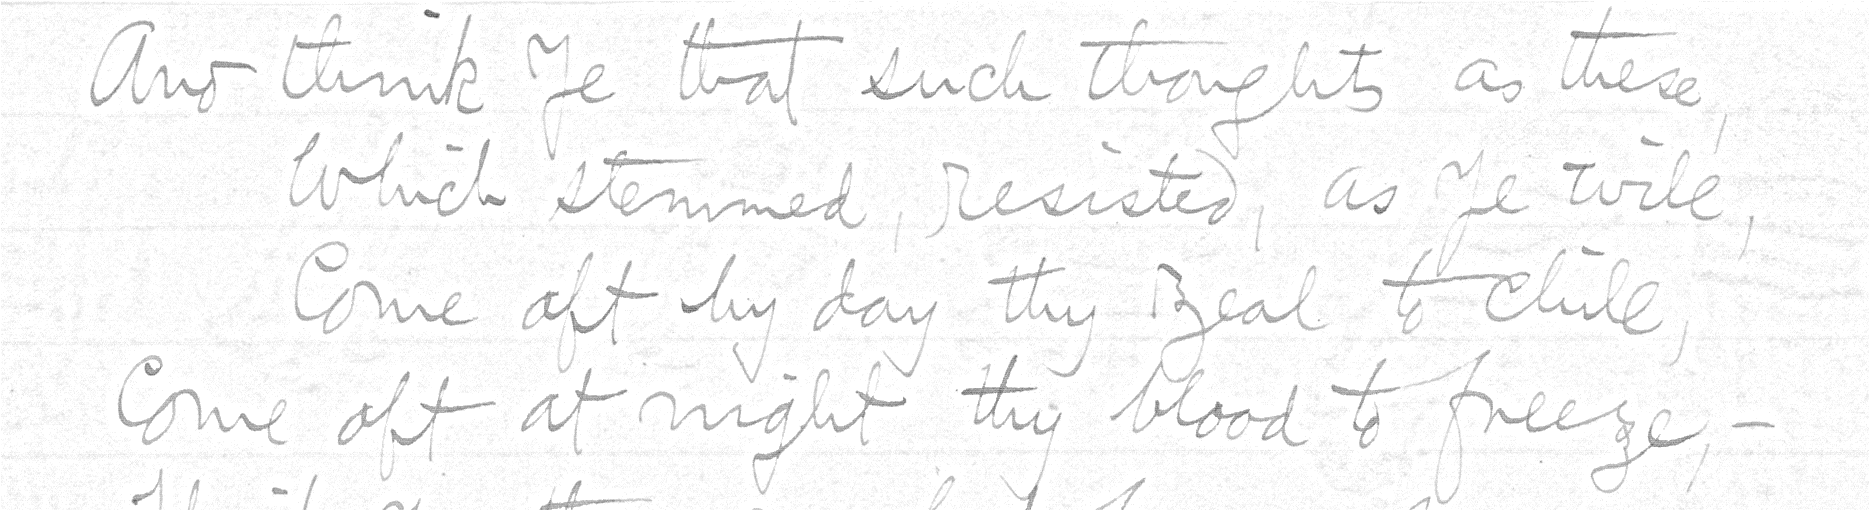 And think Ye that such thoughts as these,
Which stemmed, resisted, as Ye will,
Come oft by day thy Zeal to chill,
Come oft at night thy blood to freeze,—